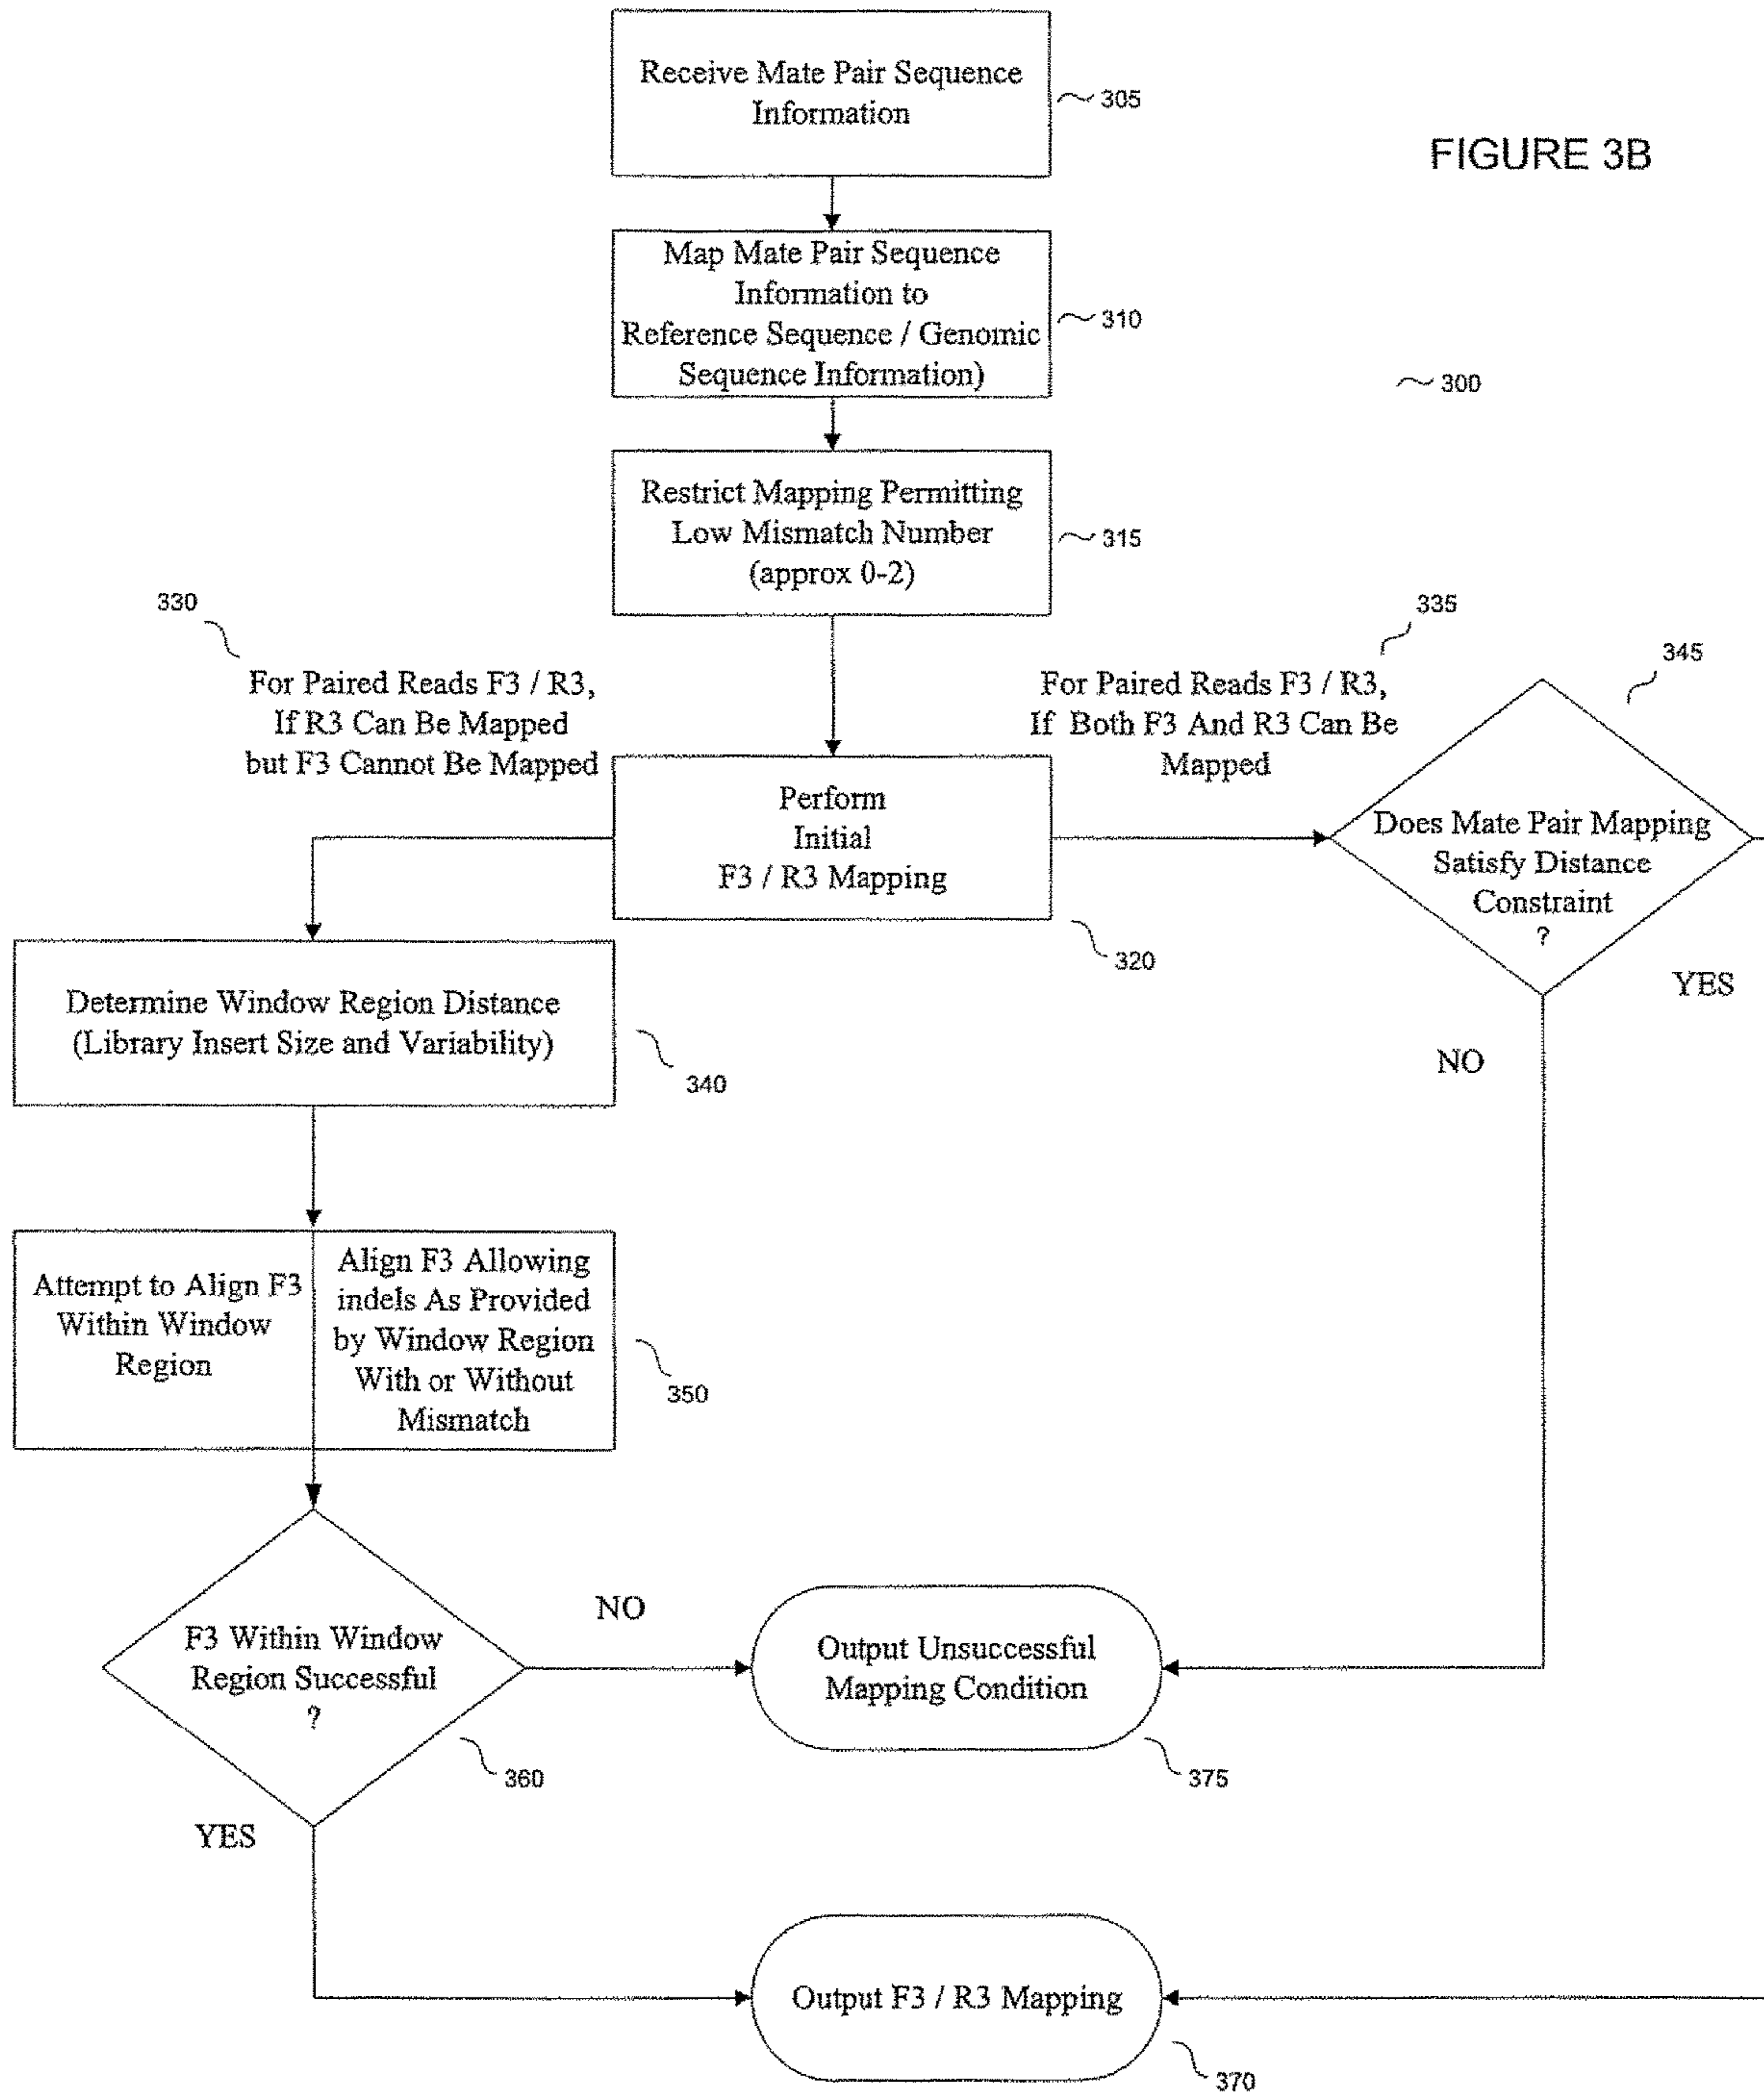 Receive Mate Pair Sequence
Information
305
FIGURE 3B
Map Mate Pair Sequence
Information to
Reference Sequence / Genomic
Sequence Information)
310
300
Restrict Mapping Permitting
Low Mismatch Number
(approx 0-2)
315
330
For Paired Reads F3 / R3,
If R3 Can Be Mapped
but F3 Cannot Be Mapped
335
For Paired Reads F3 / R3,
If Both F3 And R3 Can Be
Mapped
345
Perform
Initial
F3 / R3 Mapping
320
Does Mate Pair Mapping
Satisfy Distance
Constraint
?
YES
NO
Determine Window Region Distance
(Library Insert Size and Variability)
340
Attempt to Align F3
Within Window
Region
Align F3 Allowing
indels As Provided
by Window Region
With or Without
Mismatch
350
F3 Within Window
Region Successful
?
360
NO
YES
Output Unsuccessful
Mapping Condition
375
Output F3 / R3 Mapping
370